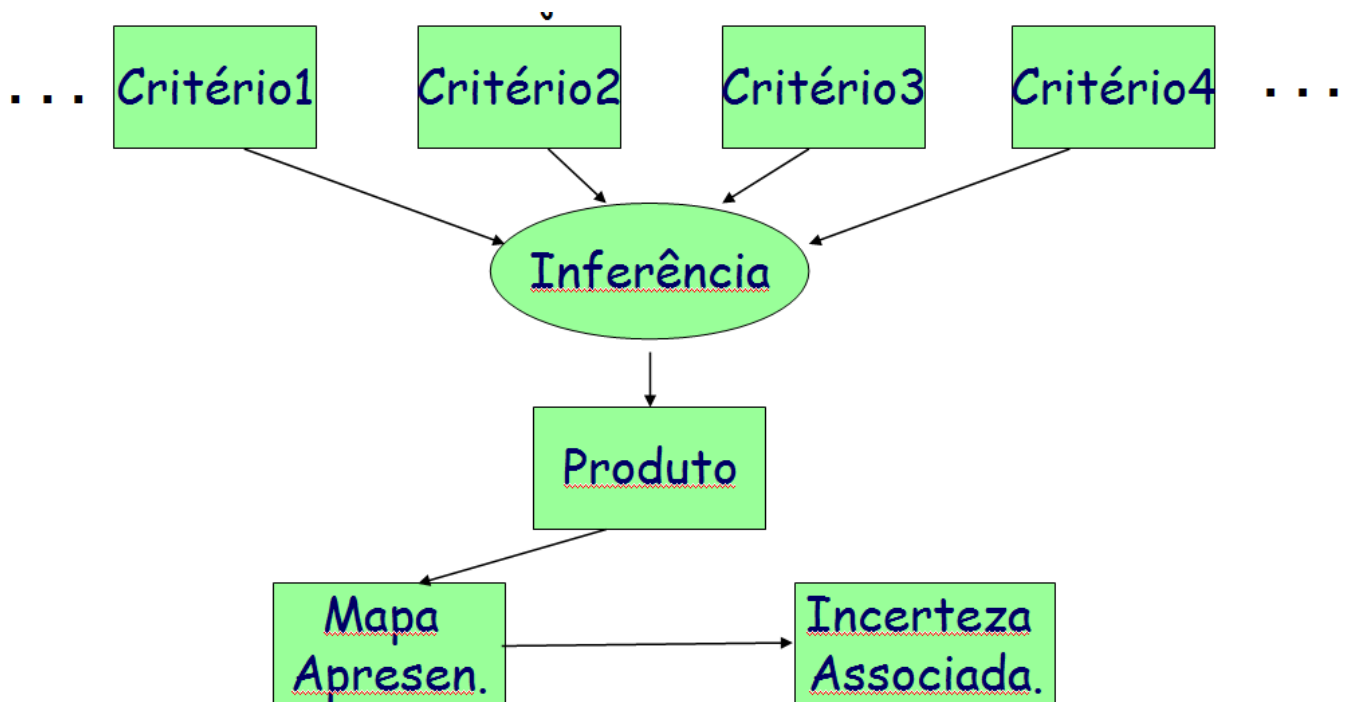 . . . Critério1 Critério2 Critério3 Critério4 . . .
Inferência
Produto
Mapa
Apresen.
Incerteza
Associada.